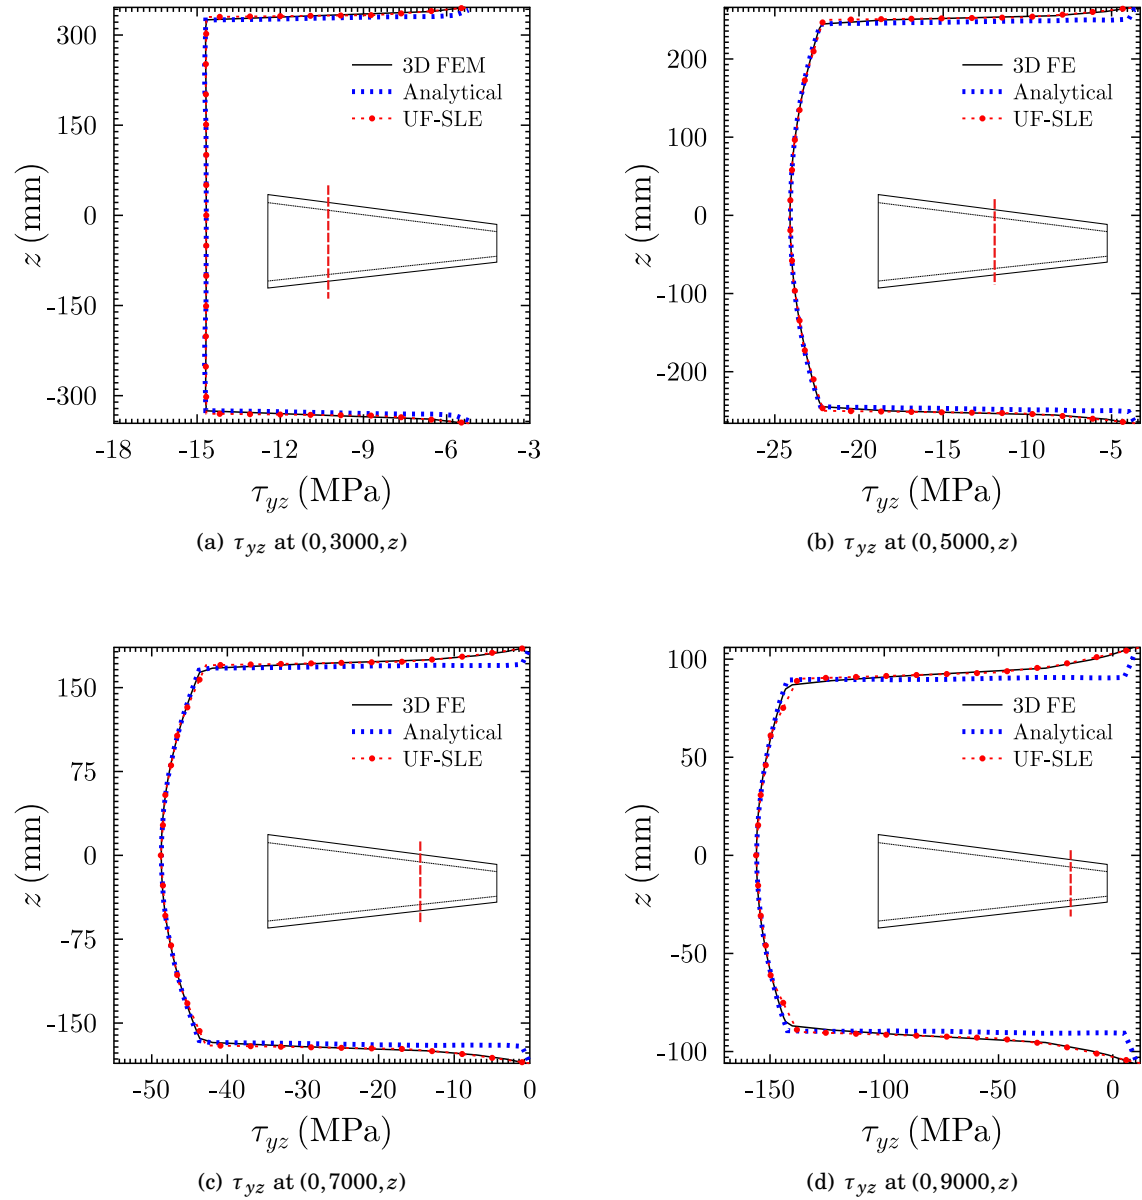 300
150
0
-150
-300
z (mm)
3D FEM
Analytical
UF-SLE
-18 -15 -12 -9 -6 -3
τyz (MPa)
(a) τyz at (0,3000,z)
200
100
0
-100
-200
z (mm)
3D FE
Analytical
UF-SLE
-25 -20 -15 -10 -5
τyz (MPa)
(b) τyz at (0,5000,z)
150
75
0
-75
-150
z (mm)
3D FE
Analytical
UF-SLE
-50 -40 -30 -20 -10 0
τyz (MPa)
(c) τyz at (0,7000,z)
100
50
0
-50
-100
z (mm)
3D FE
Analytical
UF-SLE
-150 -100 -50 0
τyz (MPa)
(d) τyz at (0,9000,z)